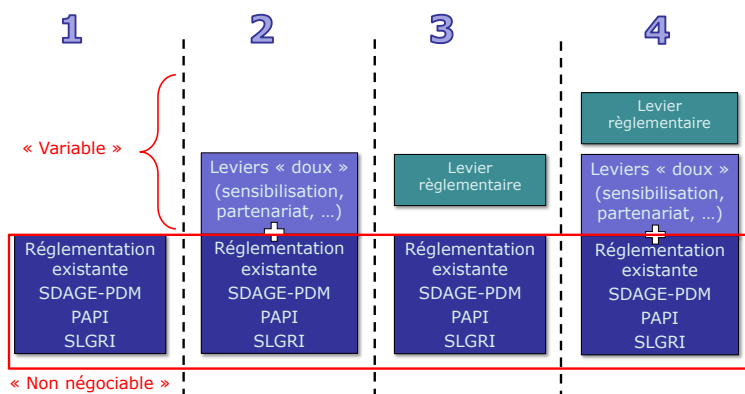 1
2
3
4
« Variable »
Levier
règlementaire
Leviers « doux »
(sensibilisation,
partenariat, …)
Levier
règlementaire
Leviers « doux »
(sensibilisation,
partenariat, …)
Réglementation
existante
SDAGE-PDM
PAPI
SLGRI
Réglementation
existante
SDAGE-PDM
PAPI
SLGRI
Réglementation
existante
SDAGE-PDM
PAPI
SLGRI
Réglementation
existante
SDAGE-PDM
PAPI
SLGRI
« Non négociable »